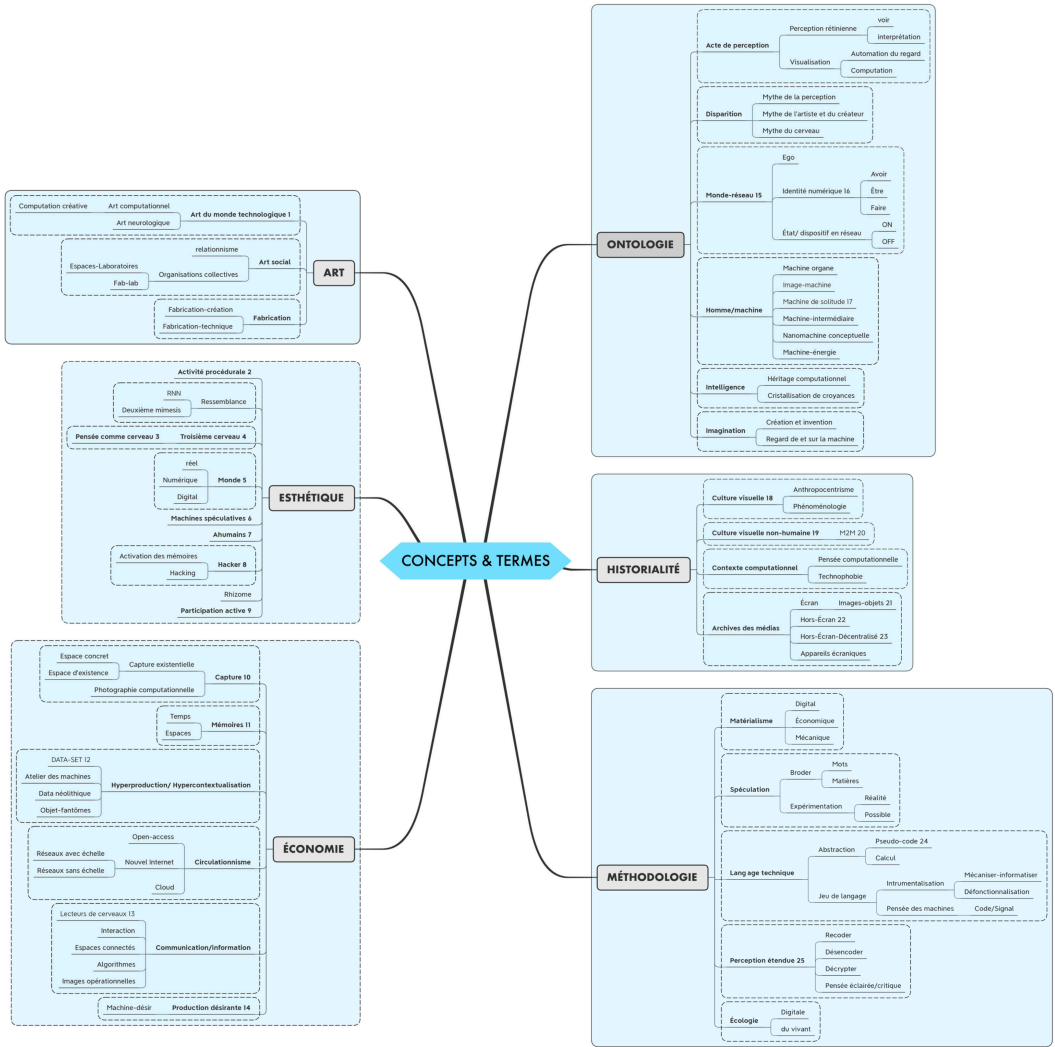 CONCEPTS & TERMES
ART
Art du monde technologique 1
Art computationnel
Computation créative
Art neurologique
Art social
relationnisme
Organisations collectives
Espaces-Laboratoires
Fab-lab
Fabrication
Fabrication-création
Fabrication-technique
ESTHÉTIQUE
Activité procédurale 2
Ressemblance
RNN
Deuxième mimesis
Troisième cerveau 4
Pensée comme cerveau 3
Monde 5
réel
Numérique
Digital
Machines spéculatives 6
Ahumains 7
Hacker 8
Activation des mémoires
Hacking
Rhizome
Participation active 9
ÉCONOMIE
Capture 10
Capture existentielle
Espace concret
Espace d'existence
Photographie computationnelle
Mémoires 11
Temps
Espaces
Hyperproduction/ Hypercontextualisation
DATA-SET 12
Atelier des machines
Data néolithique
Objet-fantômes
Circulationnisme
Open-access
Nouvel Internet
Réseaux avec échelle
Réseaux sans échelle
Cloud
Communication/information
Lecteurs de cerveaux 13
Interaction
Espaces connectés
Algorithmes
Images opérationnelles
Production désirante 14
Machine-désir
ONTOLOGIE
Acte de perception
Perception rétinienne
voir
interprétation
Visualisation
Automation du regard
Computation
Disparition
Mythe de la perception
Mythe de l'artiste et du créateur
Mythe du cerveau
Monde-réseau 15
Ego
Identité numérique 16
Avoir
Être
Faire
État/ dispositif en réseau
ON
OFF
Homme/machine
Machine organe
Image-machine
Machine de solitude 17
Machine-intermédiaire
Nanomachine conceptuelle
Machine-énergie
Intelligence
Héritage computationnel
Cristallisation de croyances
Imagination
Création et invention
Regard de et sur la machine
HISTORIALITÉ
Culture visuelle 18
Anthropocentrisme
Phénoménologie
Culture visuelle non-humaine 19
M2M 20
Contexte computationnel
Pensée computationnelle
Technophobie
Archives des médias
Écran
Images-objets 21
Hors-Écran 22
Hors-Écran-Décentralisé 23
Appareils écraniques
MÉTHODOLOGIE
Matérialisme
Digital
Économique
Mécanique
Spéculation
Broder
Mots
Matières
Expérimentation
Réalité
Possible
Lang age technique
Abstraction
Pseudo-code 24
Calcul
Jeu de langage
Intrumentalisation
Mécaniser-informatiser
Défonctionnalisation
Pensée des machines
Code/Signal
Perception étendue 25
Recoder
Désencoder
Décrypter
Pensée éclairée/critique
Écologie
Digitale
du vivant